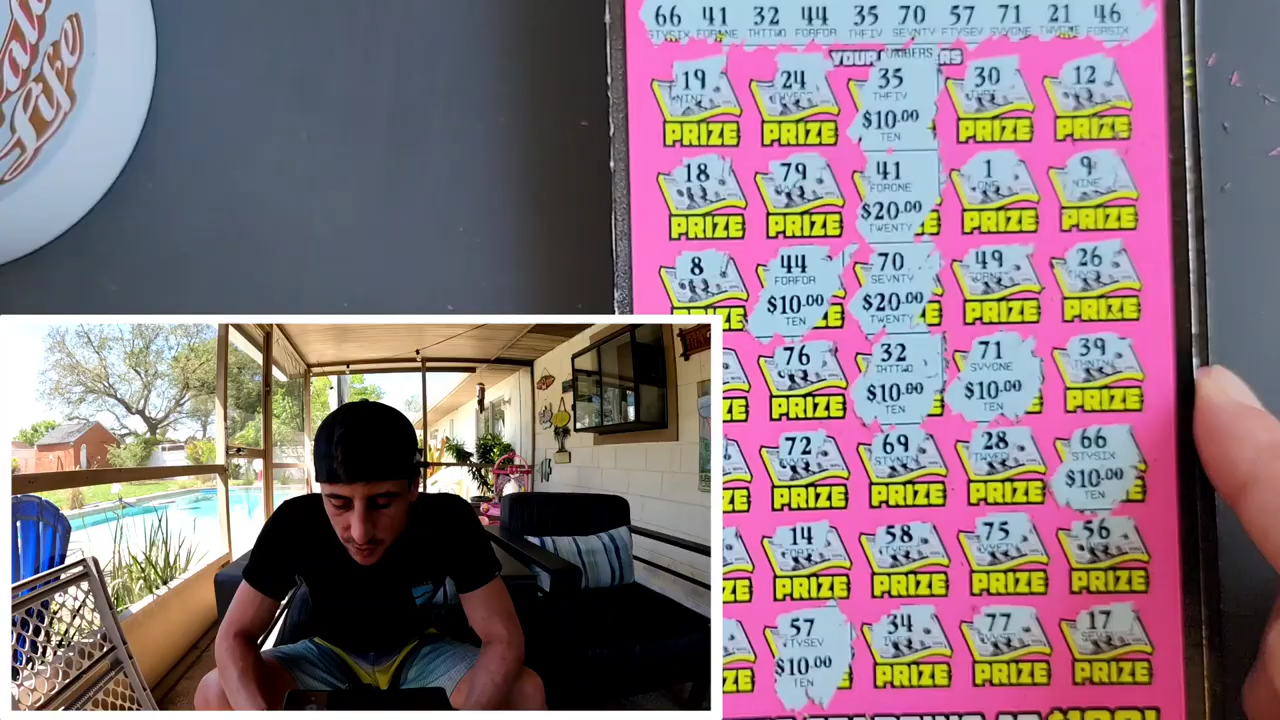 Life
66 41 32 44 35 70 57 71 21 46
STYSIX FORONE THTTWO FORFOR THFIV SEVNTY FTYSEV SVYONE TWYONE FORSIX
YOUR NUMBERS
19 24 35 30 12
THFIV
$10.00
TEN
PRIZE PRIZE PRIZE PRIZE
18 79 41 1 9
FORONE ONE NINE
$20.00
TWENTY
PRIZE PRIZE PRIZE PRIZE
8 44 70 49 26
FORFOR SEVNTY
$10.00 $20.00
TEN TWENTY
PRIZE PRIZE
76 32 71 39
THTTWO SVYONE
$10.00 $10.00
TEN TEN
PRIZE PRIZE
72 69 28 66
STYSIX
$10.00
TEN
PRIZE PRIZE PRIZE
14 58 75 56
PRIZE PRIZE PRIZE PRIZE
57 34 77 17
FTYSEV
$10.00
TEN
PRIZE PRIZE PRIZE